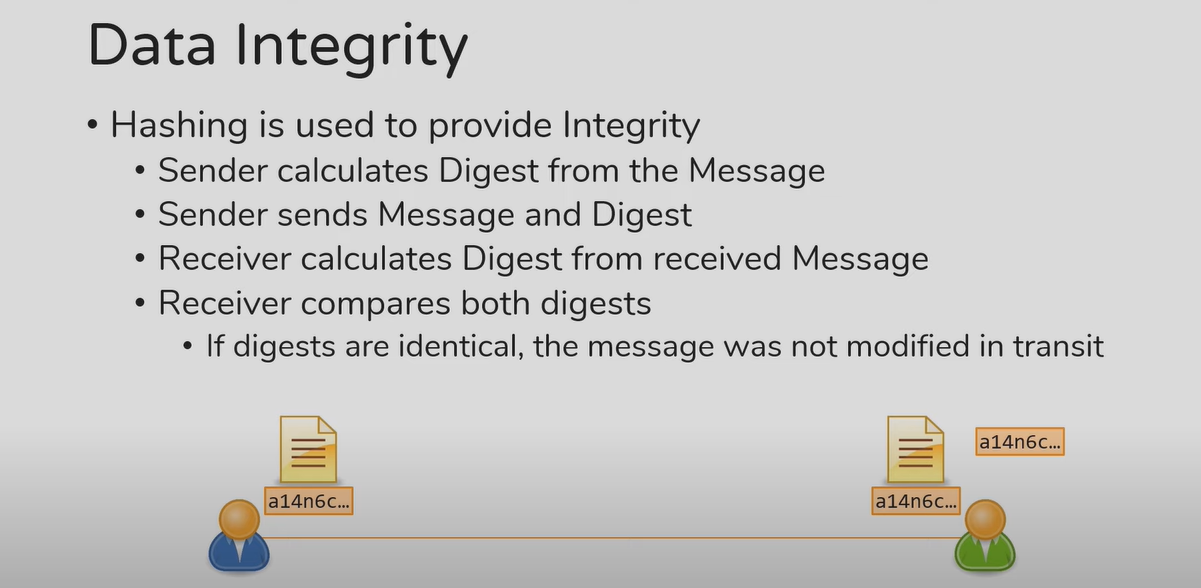 Data Integrity
• Hashing is used to provide Integrity
• Sender calculates Digest from the Message
• Sender sends Message and Digest
• Receiver calculates Digest from received Message
• Receiver compares both digests
• If digests are identical, the message was not modified in transit
a14n6c…
a14n6c…
a14n6c…